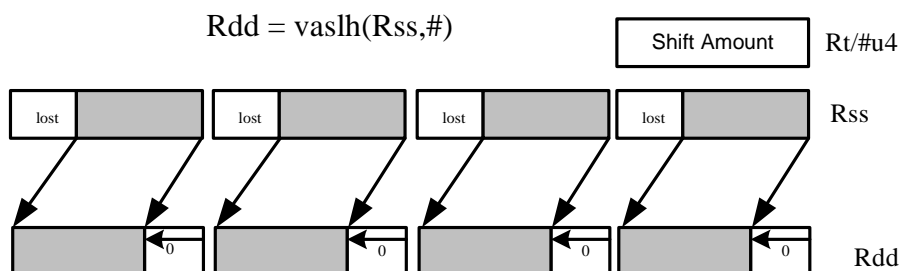 Rdd = vaslh(Rss,#)
Shift Amount Rt/#u4
lost lost lost lost Rss
0 0 0 0
Rdd